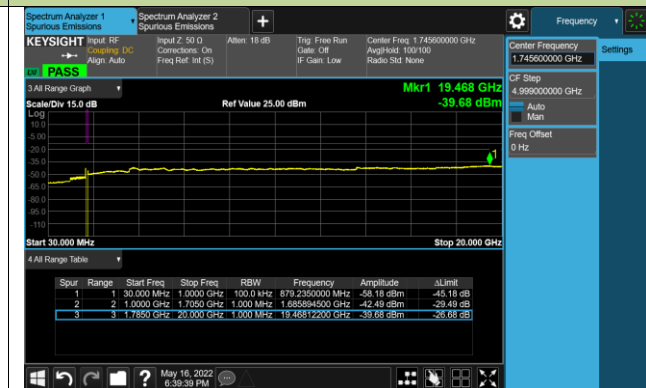 Spectrum Analyzer 1
Spurious Emissions
Spectrum Analyzer 2
Spurious Emissions
+
Frequency
KEYSIGHT
Input: RF
Coupling: DC
Align: Auto
Input Z: 50 Ω
Corrections: On
Freq Ref: Int (S)
Atten: 18 dB
Trig: Free Run
Gate: Off
IF Gain: Low
Center Freq: 1.745600000 GHz
Avg|Hold: 100/100
Radio Std: None
PASS
Center Frequency
1.745600000 GHz
Settings
CF Step
4.999000000 GHz
Auto
Man
Freq Offset
0 Hz
3 All Range Graph
Mkr1 19.468 GHz
Scale/Div 15.0 dB
Ref Value 25.00 dBm
-39.68 dBm
Log
10.0
-5.00
-20.0
-35.0
-50.0
-65.0
-80.0
-95.0
-110
1
Start 30.000 MHz
Stop 20.000 GHz
4 All Range Table
Spur Range Start Freq Stop Freq RBW Frequency Amplitude ΔLimit
1 1 30.000 MHz 1.0000 GHz 100.0 kHz 879.2350000 MHz -58.18 dBm -45.18 dB
2 2 1.0000 GHz 1.7050 GHz 1.000 MHz 1.685894500 GHz -42.49 dBm -29.49 dB
3 3 1.7850 GHz 20.000 GHz 1.000 MHz 19.46812200 GHz -39.68 dBm -26.68 dB
?
May 16, 2022
6:39:39 PM